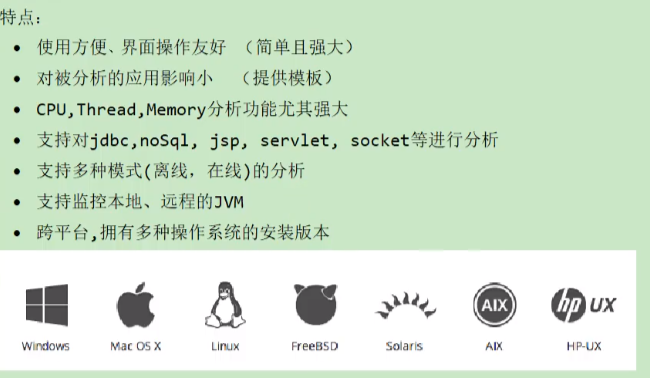 特点：
• 使用方便、界面操作友好 （简单且强大）
• 对被分析的应用影响小 （提供模板）
• CPU,Thread,Memory分析功能尤其强大
• 支持对jdbc,noSql, jsp, servlet, socket等进行分析
• 支持多种模式(离线，在线)的分析
• 支持监控本地、远程的JVM
• 跨平台,拥有多种操作系统的安装版本
AIX hp UX
Windows Mac OS X Linux FreeBSD Solaris AIX HP-UX